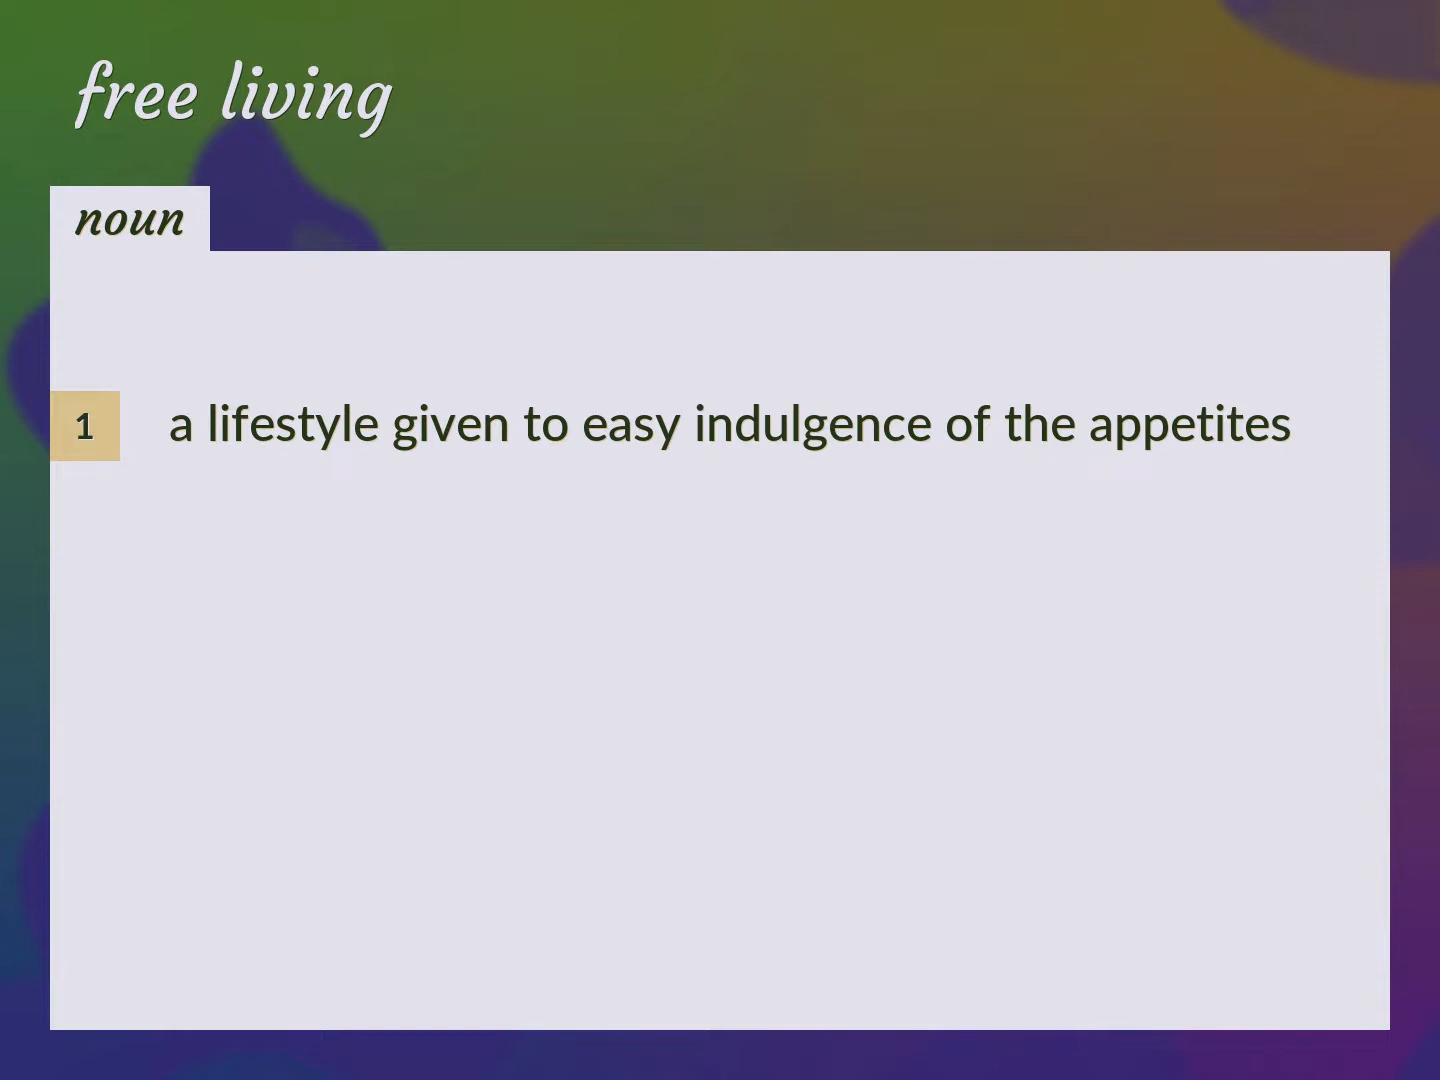 free living
noun
1 a lifestyle given to easy indulgence of the appetites